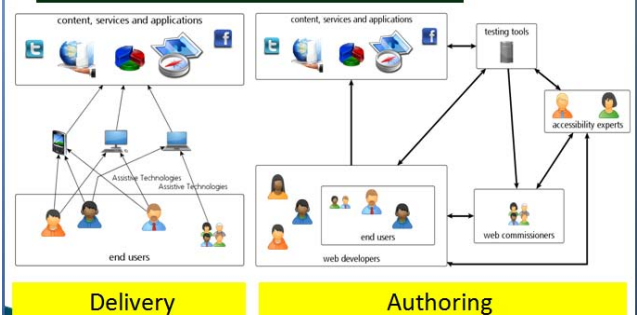 content, services and applications
Assistive Technologies
Assistive Technologies
end users
Delivery
content, services and applications
testing tools
accessibility experts
end users
web developers
web commissioners
Authoring